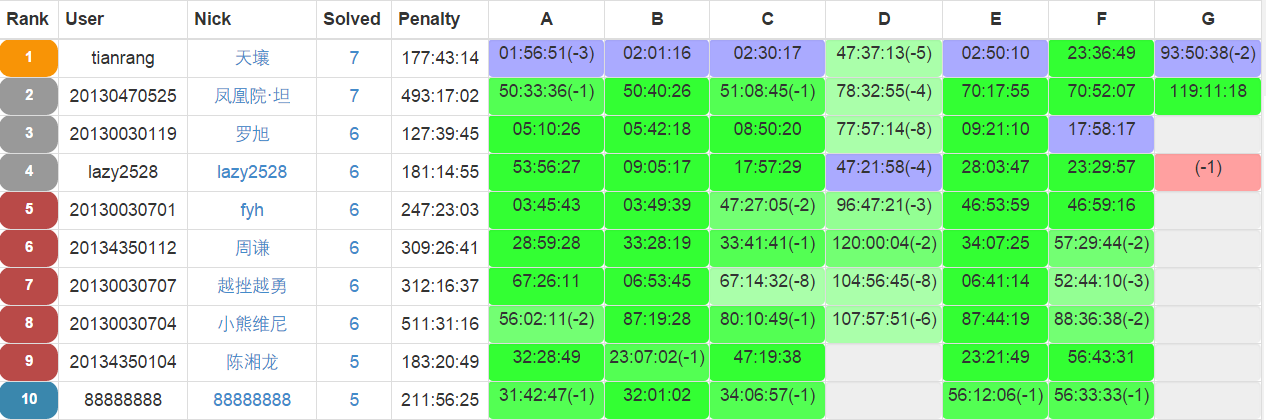 Rank User Nick Solved Penalty A B C D E F G
1 tianrang 天壤 7 177:43:14 01:56:51(-3) 02:01:16 02:30:17 47:37:13(-5) 02:50:10 23:36:49 93:50:38(-2)
2 20130470525 凤凰院·坦 7 493:17:02 50:33:36(-1) 50:40:26 51:08:45(-1) 78:32:55(-4) 70:17:55 70:52:07 119:11:18
3 20130030119 罗旭 6 127:39:45 05:10:26 05:42:18 08:50:20 77:57:14(-8) 09:21:10 17:58:17
4 lazy2528 lazy2528 6 181:14:55 53:56:27 09:05:17 17:57:29 47:21:58(-4) 28:03:47 23:29:57 (-1)
5 20130030701 fyh 6 247:23:03 03:45:43 03:49:39 47:27:05(-2) 96:47:21(-3) 46:53:59 46:59:16
6 20134350112 周谦 6 309:26:41 28:59:28 33:28:19 33:41:41(-1) 120:00:04(-2) 34:07:25 57:29:44(-2)
7 20130030707 越挫越勇 6 312:16:37 67:26:11 06:53:45 67:14:32(-8) 104:56:45(-8) 06:41:14 52:44:10(-3)
8 20130030704 小熊维尼 6 511:31:16 56:02:11(-2) 87:19:28 80:10:49(-1) 107:57:51(-6) 87:44:19 88:36:38(-2)
9 20134350104 陈湘龙 5 183:20:49 32:28:49 23:07:02(-1) 47:19:38 23:21:49 56:43:31
10 88888888 88888888 5 211:56:25 31:42:47(-1) 32:01:02 34:06:57(-1) 56:12:06(-1) 56:33:33(-1)